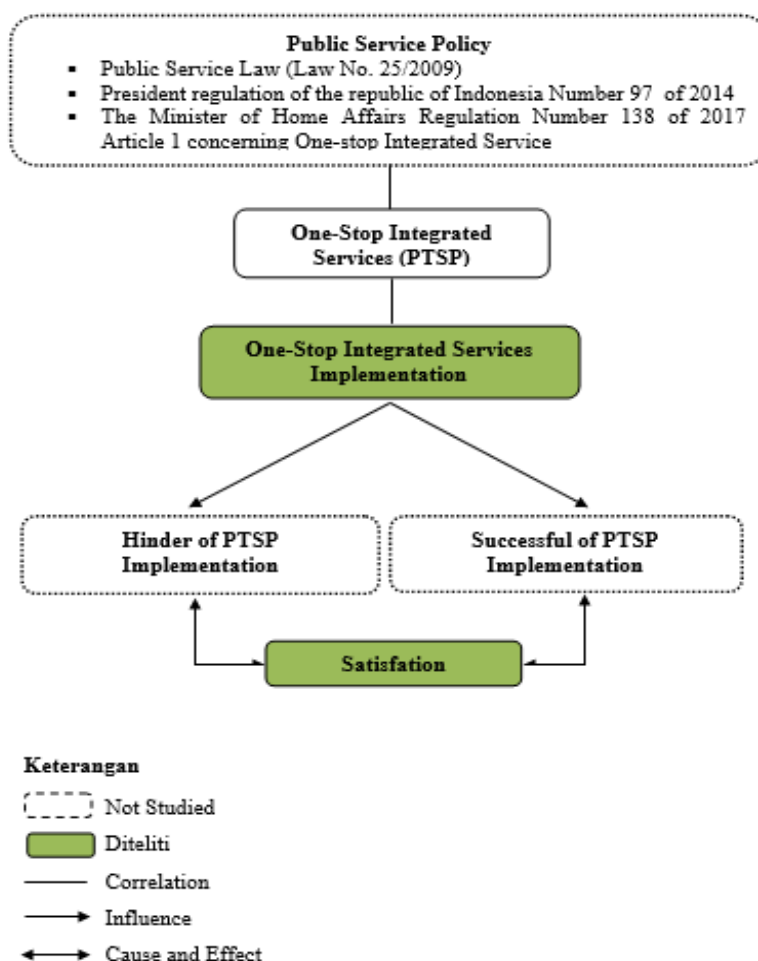 Public Service Policy
▪ Public Service Law (Law No. 25/2009)
▪ President regulation of the republic of Indonesia Number 97 of 2014
▪ The Minister of Home Affairs Regulation Number 138 of 2017
Article 1 concerning One-stop Integrated Service
One-Stop Integrated
Services (PTSP)
One-Stop Integrated Services
Implementation
Hinder of PTSP
Implementation
Successful of PTSP
Implementation
Satisfation
Keterangan
Not Studied
Diteliti
Correlation
Influence
Cause and Effect